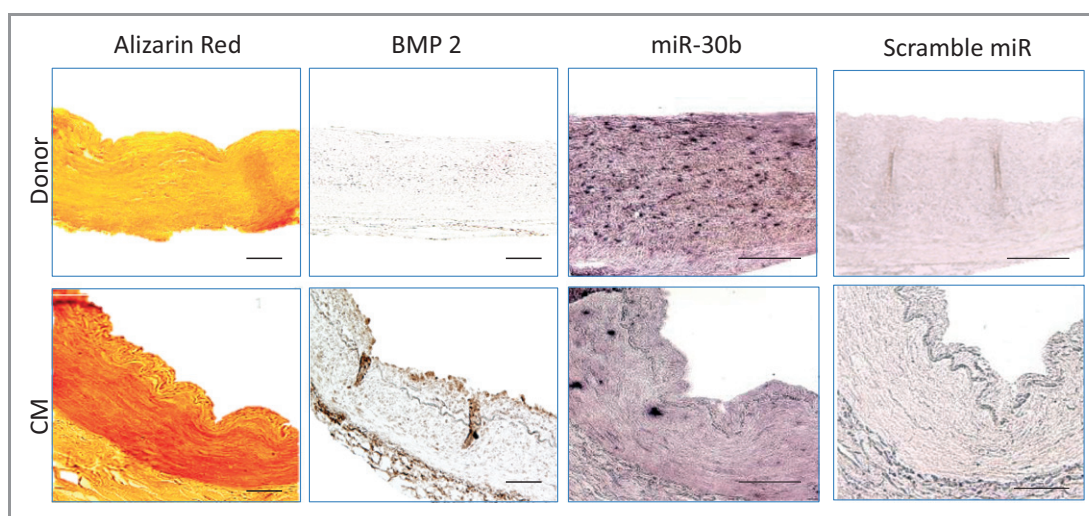 Alizarin Red
BMP 2
miR-30b
Scramble miR
Donor
CM